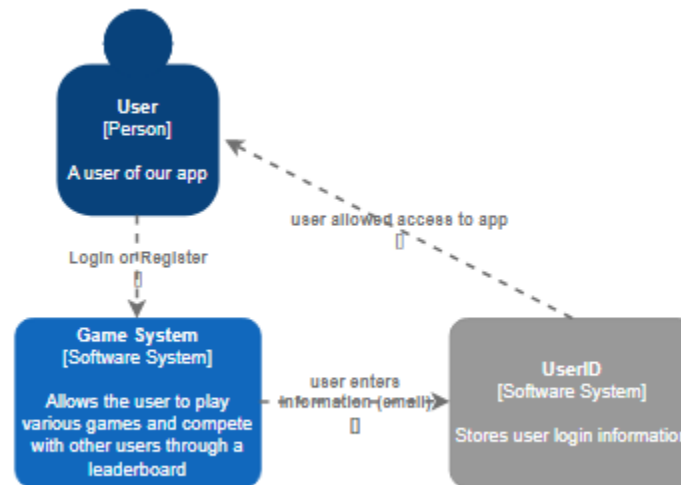 User
[Person]
A user of our app
user allowed access to app
[]
Login or Register
[]
Game System
[Software System]
Allows the user to play
various games and compete
with other users through a
leaderboard
user enters
information (email)
[]
UserID
[Software System]
Stores user login information